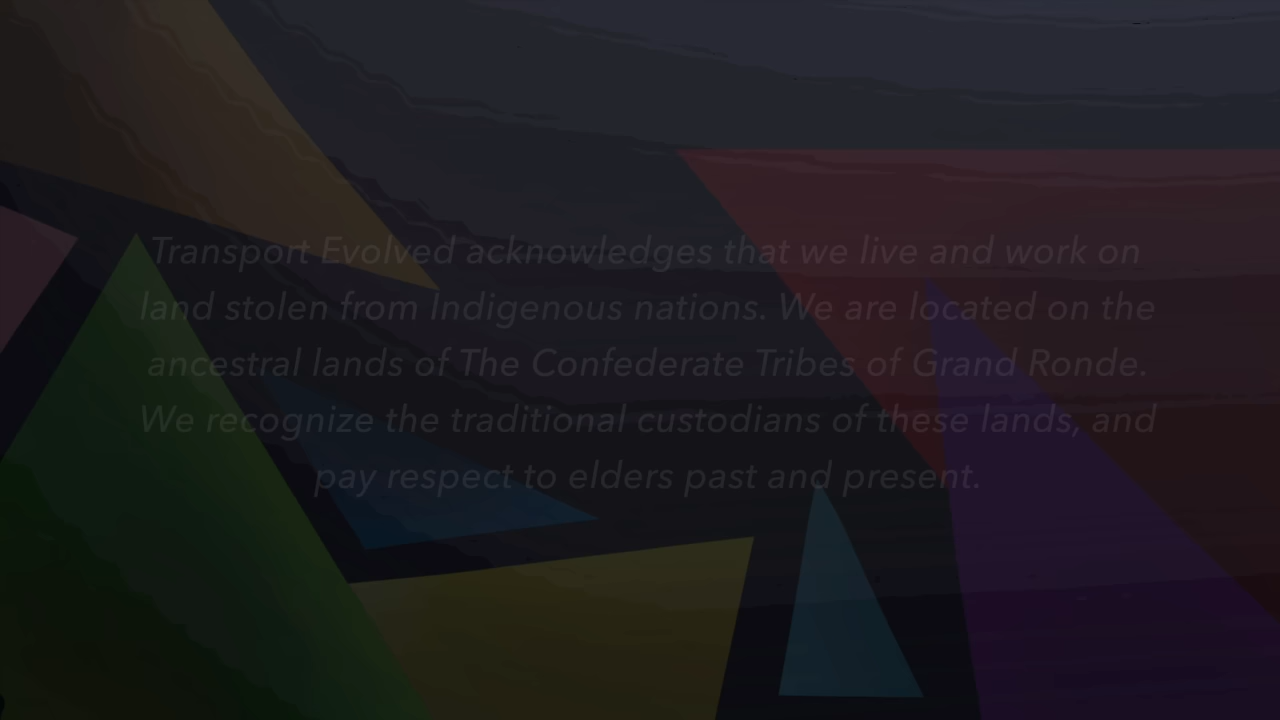 Transport Evolved acknowledges that we live and work on
land stolen from Indigenous nations. We are located on the
ancestral lands of The Confederate Tribes of Grand Ronde.
We recognize the traditional custodians of these lands, and
pay respect to elders past and present.